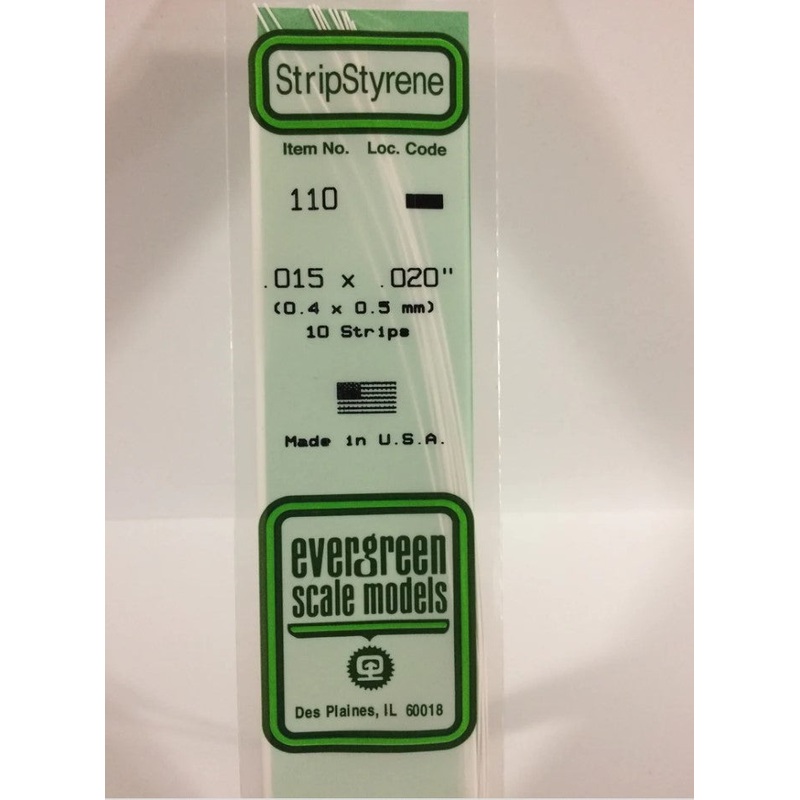 StripStyrene
Item No. Loc. Code
110
.015 x .020"
(0.4 x 0.5 mm)
10 Strips
Made in U.S.A.
evergreen
scale models
Des Plaines, IL 60018